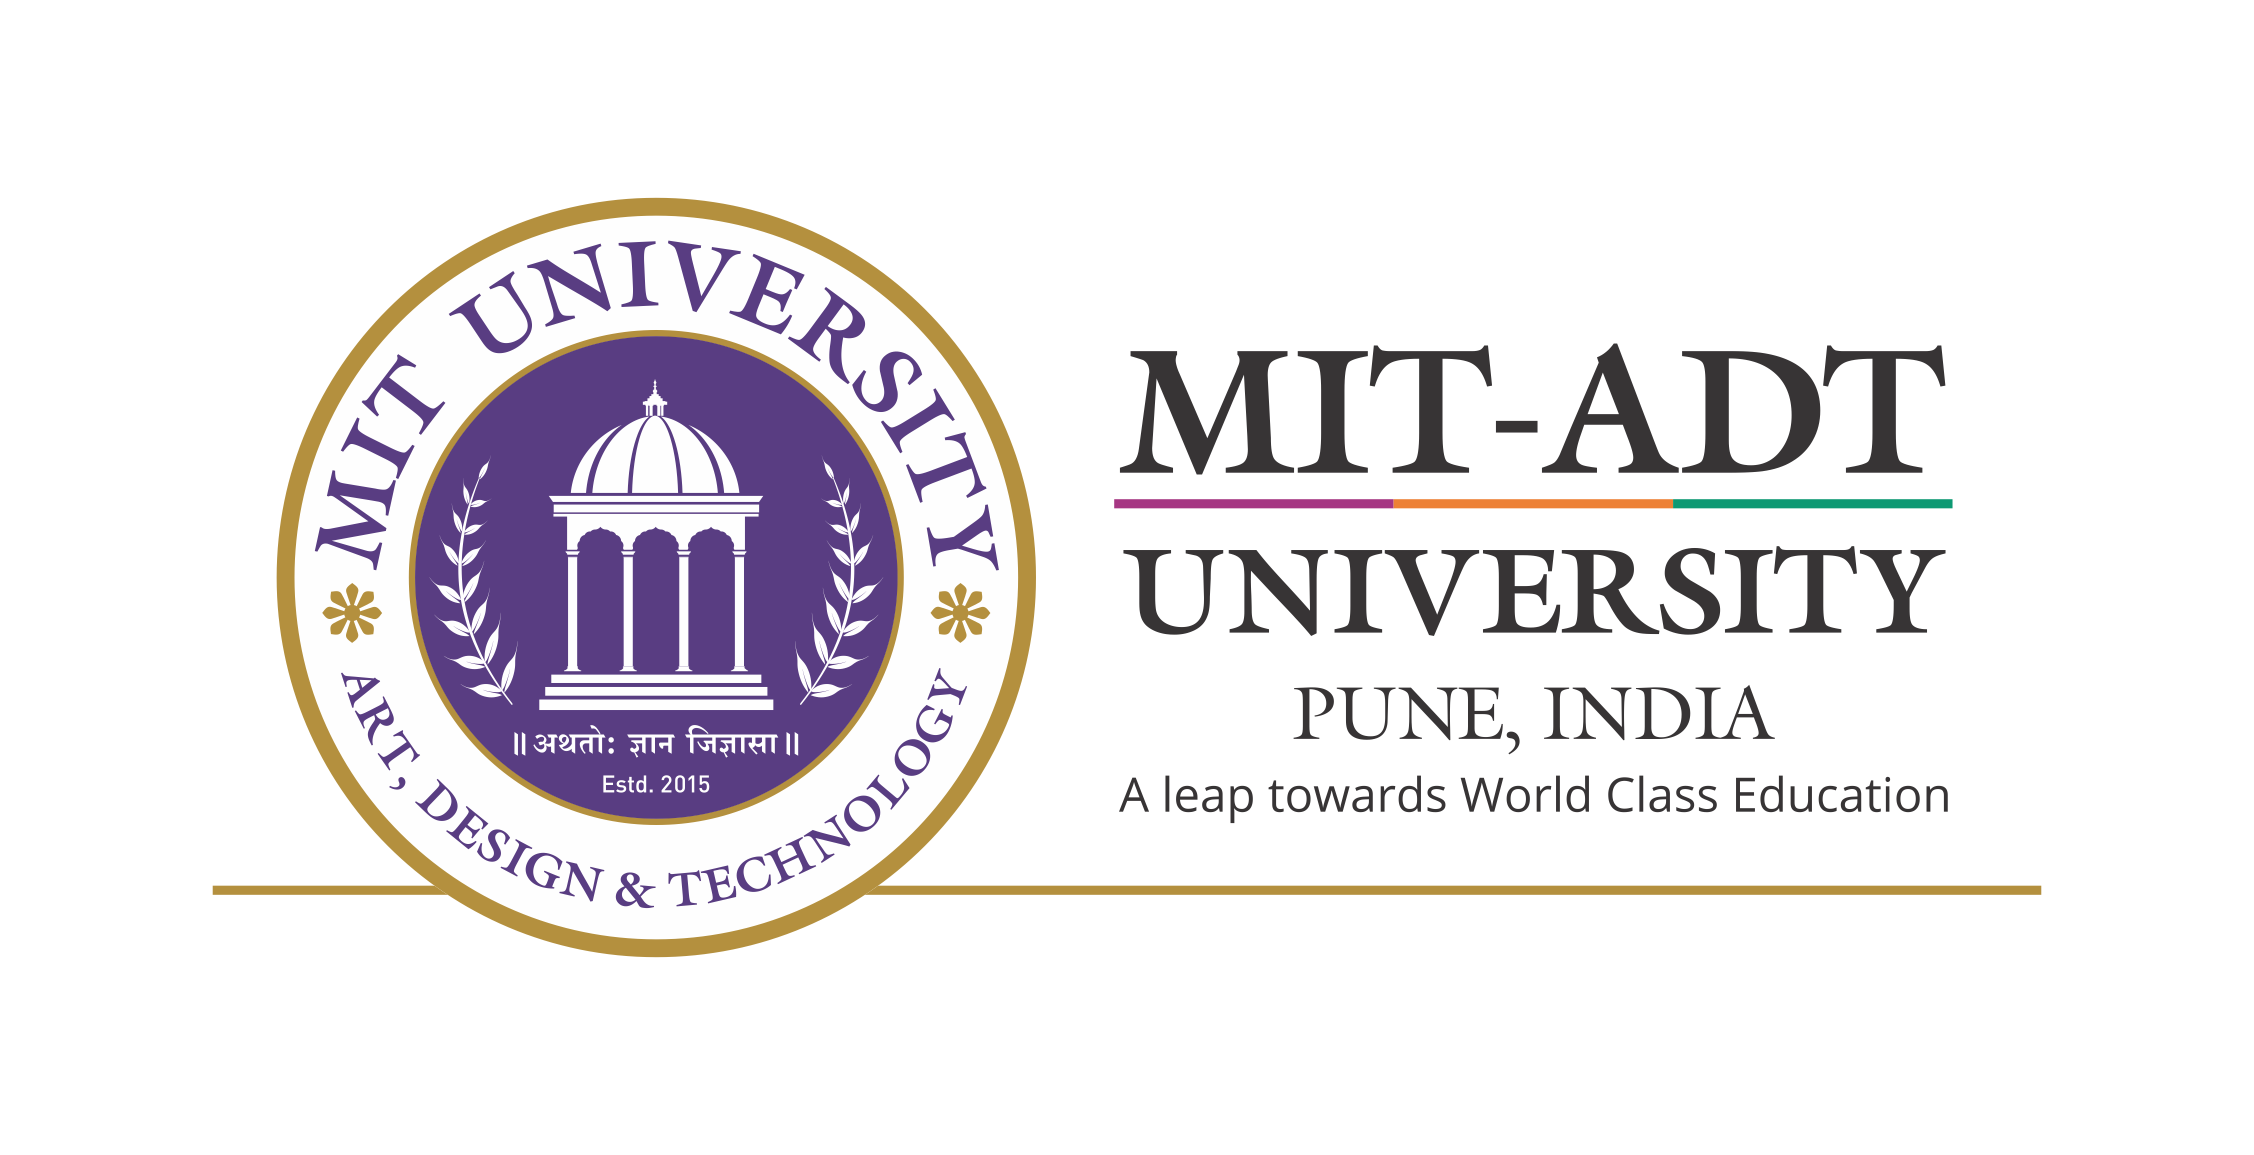 MIT UNIVERSITY
ART, DESIGN & TECHNOLOGY
॥ अथतो: ज्ञान जिज्ञासा ॥
Estd. 2015
MIT-ADT
UNIVERSITY
PUNE, INDIA
A leap towards World Class Education